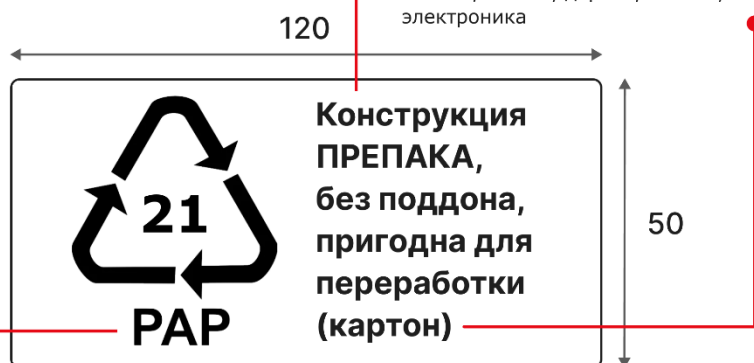 электроника
120
Конструкция
ПРЕПАКА,
без поддона,
пригодна для
переработки
(картон)
21
PAP
50